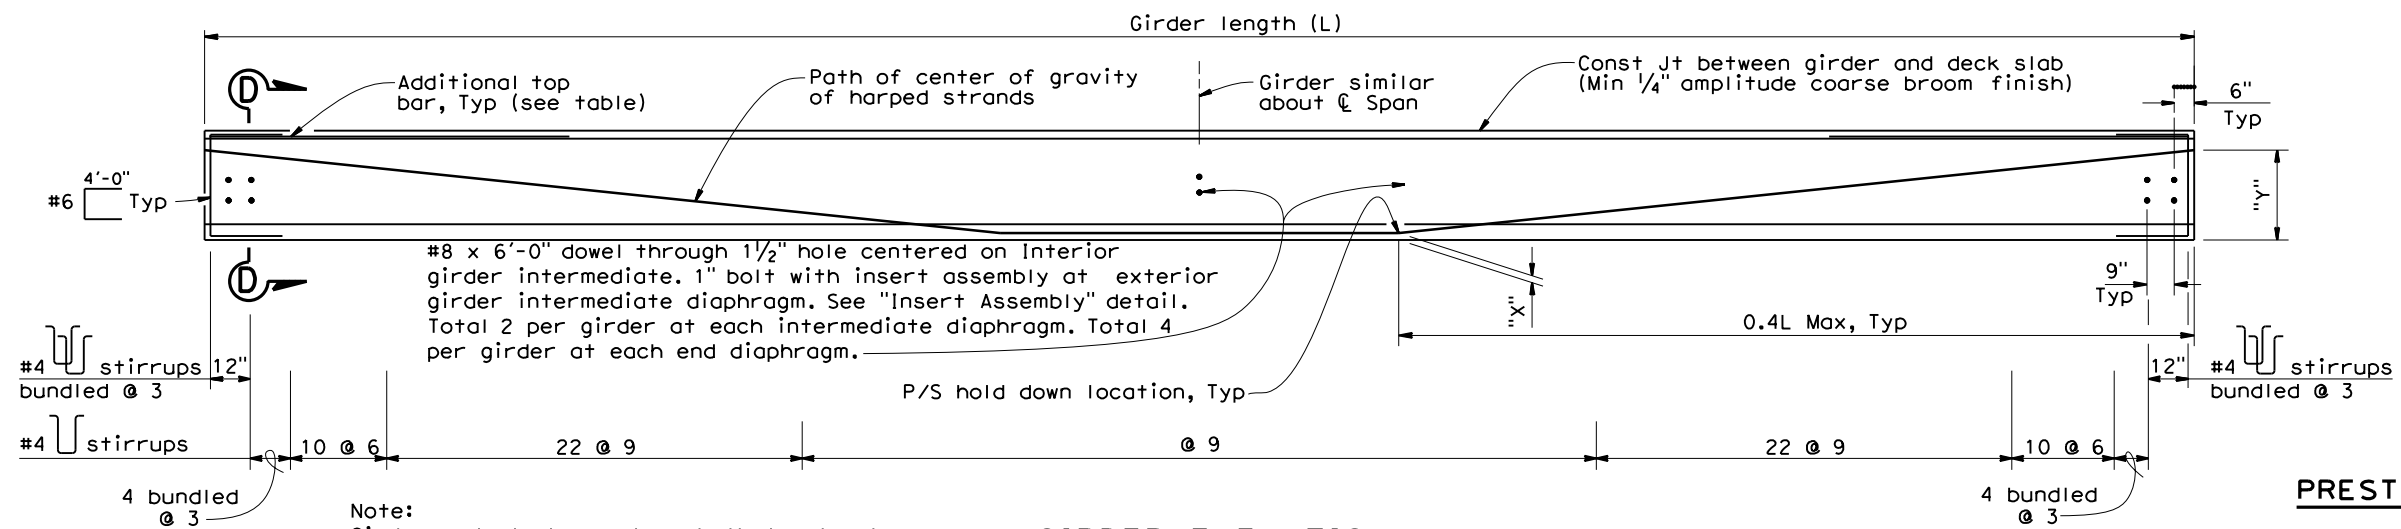 Girder length (L)
D
Additional top
bar, Typ (see table)
Path of center of gravity
of harped strands
Girder similar
about ℄ Span
Const Jt between girder and deck slab
(Min 1/4" amplitude coarse broom finish)
6"
Typ
4'-0"
#6 Typ
"Y"
D
#8 x 6'-0" dowel through 1 1/2" hole centered on Interior
girder intermediate. 1" bolt with insert assembly at exterior
girder intermediate diaphragm. See "Insert Assembly" detail.
Total 2 per girder at each intermediate diaphragm. Total 4
per girder at each end diaphragm.
"X"
9"
Typ
0.4L Max, Typ
#4 stirrups
bundled @ 3
12"
P/S hold down location, Typ
12"
#4 stirrups
bundled @ 3
#4 stirrups
10 @ 6
22 @ 9
@ 9
22 @ 9
10 @ 6
4 bundled
@ 3
4 bundled
@ 3
PREST
Note: